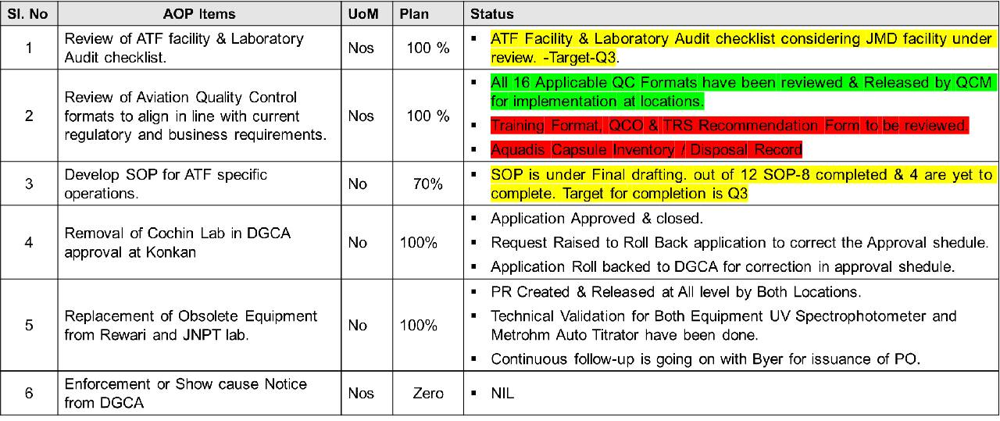 Sl. No AOP Items UoM Plan Status
1 Review of ATF facility & Laboratory Audit checklist. Nos 100 % ▪ ATF Facility & Laboratory Audit checklist considering JMD facility under
review. -Target-Q3.
2 Review of Aviation Quality Control formats to align in line with current regulatory and business requirements. Nos 100 % ▪ All 16 Applicable QC Formats have been reviewed & Released by QCM
for implementation at locations.
▪ Training Format, QCO & TRS Recommendation Form to be reviewed.
▪ Aquadis Capsule Inventory / Disposal Record
3 Develop SOP for ATF specific operations. No 70% ▪ SOP is under Final drafting. out of 12 SOP-8 completed & 4 are yet to
complete. Target for completion is Q3
4 Removal of Cochin Lab in DGCA approval at Konkan No 100% ▪ Application Approved & closed.
▪ Request Raised to Roll Back application to correct the Approval shedule.
▪ Application Roll backed to DGCA for correction in approval shedule.
5 Replacement of Obsolete Equipment from Rewari and JNPT lab. No 100% ▪ PR Created & Released at All level by Both Locations.
▪ Technical Validation for Both Equipment UV Spectrophotometer and
Metrohm Auto Titrator have been done.
▪ Continuous follow-up is going on with Byer for issuance of PO.
6 Enforcement or Show cause Notice from DGCA Nos Zero ▪ NIL